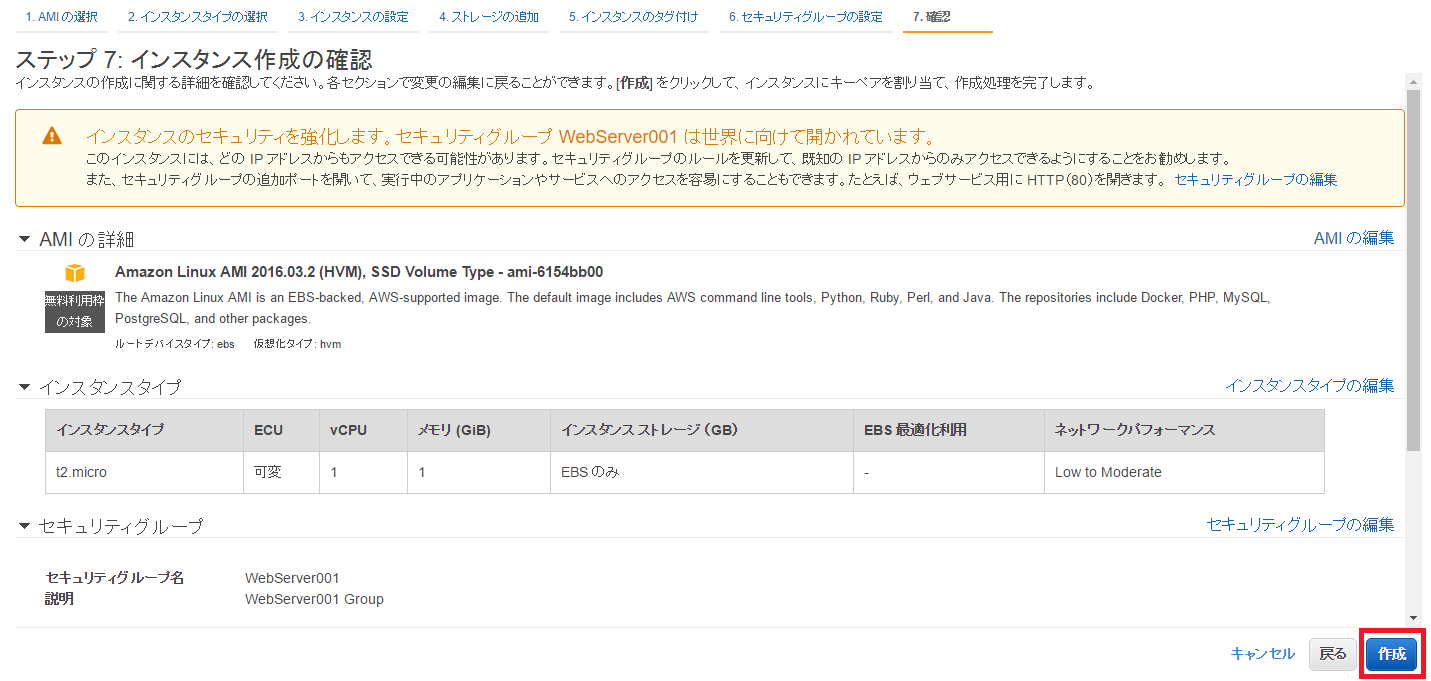 1. AMI の選択 2. インスタンスタイプの選択 3. インスタンスの設定 4. ストレージの追加 5. インスタンスのタグ付け 6. セキュリティグループの設定 7. 確認
ステップ 7: インスタンス作成の確認
インスタンスの作成に関する詳細を確認してください。各セクションで変更の編集に戻ることができます。[作成] をクリックして、インスタンスにキーペアを割り当て、作成処理を完了します。
インスタンスのセキュリティを強化します。セキュリティグループ WebServer001 は世界に向けて開かれています。
このインスタンスには、どの IP アドレスからもアクセスできる可能性があります。セキュリティグループのルールを更新して、既知の IP アドレスからのみアクセスできるようにすることをお勧めします。
また、セキュリティグループの追加ポートを開いて、実行中のアプリケーションやサービスへのアクセスを容易にすることもできます。たとえば、ウェブサービス用に HTTP（80）を開きます。 セキュリティグループの編集
AMI の詳細 AMI の編集
Amazon Linux AMI 2016.03.2 (HVM), SSD Volume Type - ami-6154bb00
無料利用枠
の対象
The Amazon Linux AMI is an EBS-backed, AWS-supported image. The default image includes AWS command line tools, Python, Ruby, Perl, and Java. The repositories include Docker, PHP, MySQL,
PostgreSQL, and other packages.
ルートデバイスタイプ: ebs 仮想化タイプ: hvm
インスタンスタイプ インスタンスタイプの編集
インスタンスタイプ ECU vCPU メモリ (GiB) インスタンス ストレージ（GB） EBS 最適化利用 ネットワークパフォーマンス
t2.micro 可変 1 1 EBS のみ - Low to Moderate
セキュリティグループ セキュリティグループの編集
セキュリティグループ名 WebServer001
説明 WebServer001 Group
キャンセル 戻る 作成